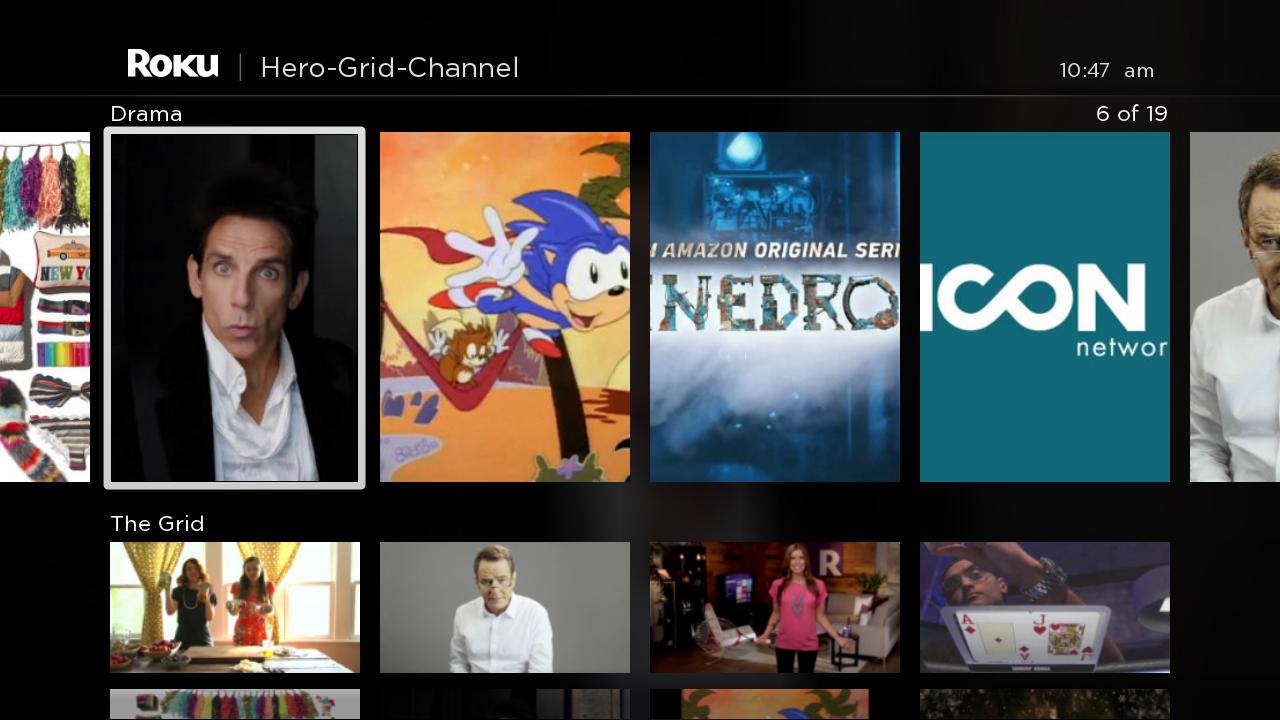 Roku | Hero-Grid-Channel
10:47 am
Drama
6 of 19
NEW YO
AMAZON ORIGINAL SERI
NEDRO
ICON
networ
The Grid
R
A
J